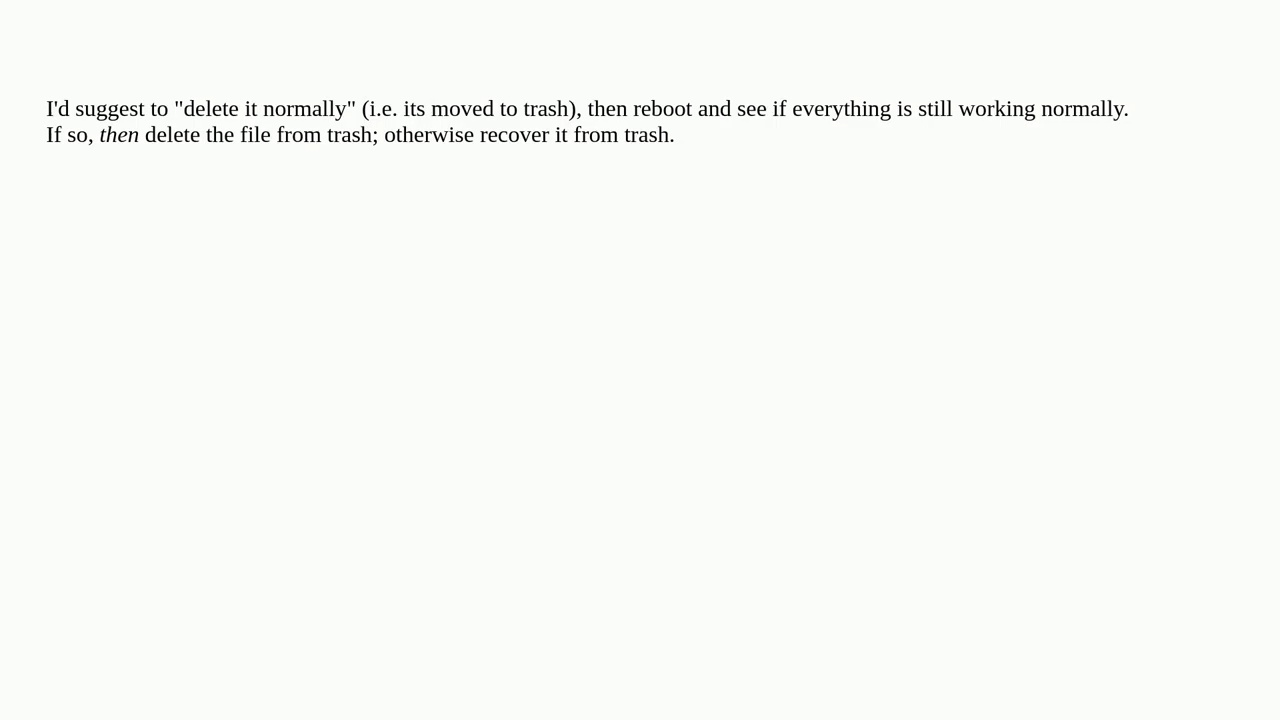 I'd suggest to "delete it normally" (i.e. its moved to trash), then reboot and see if everything is still working normally.
If so, then delete the file from trash; otherwise recover it from trash.